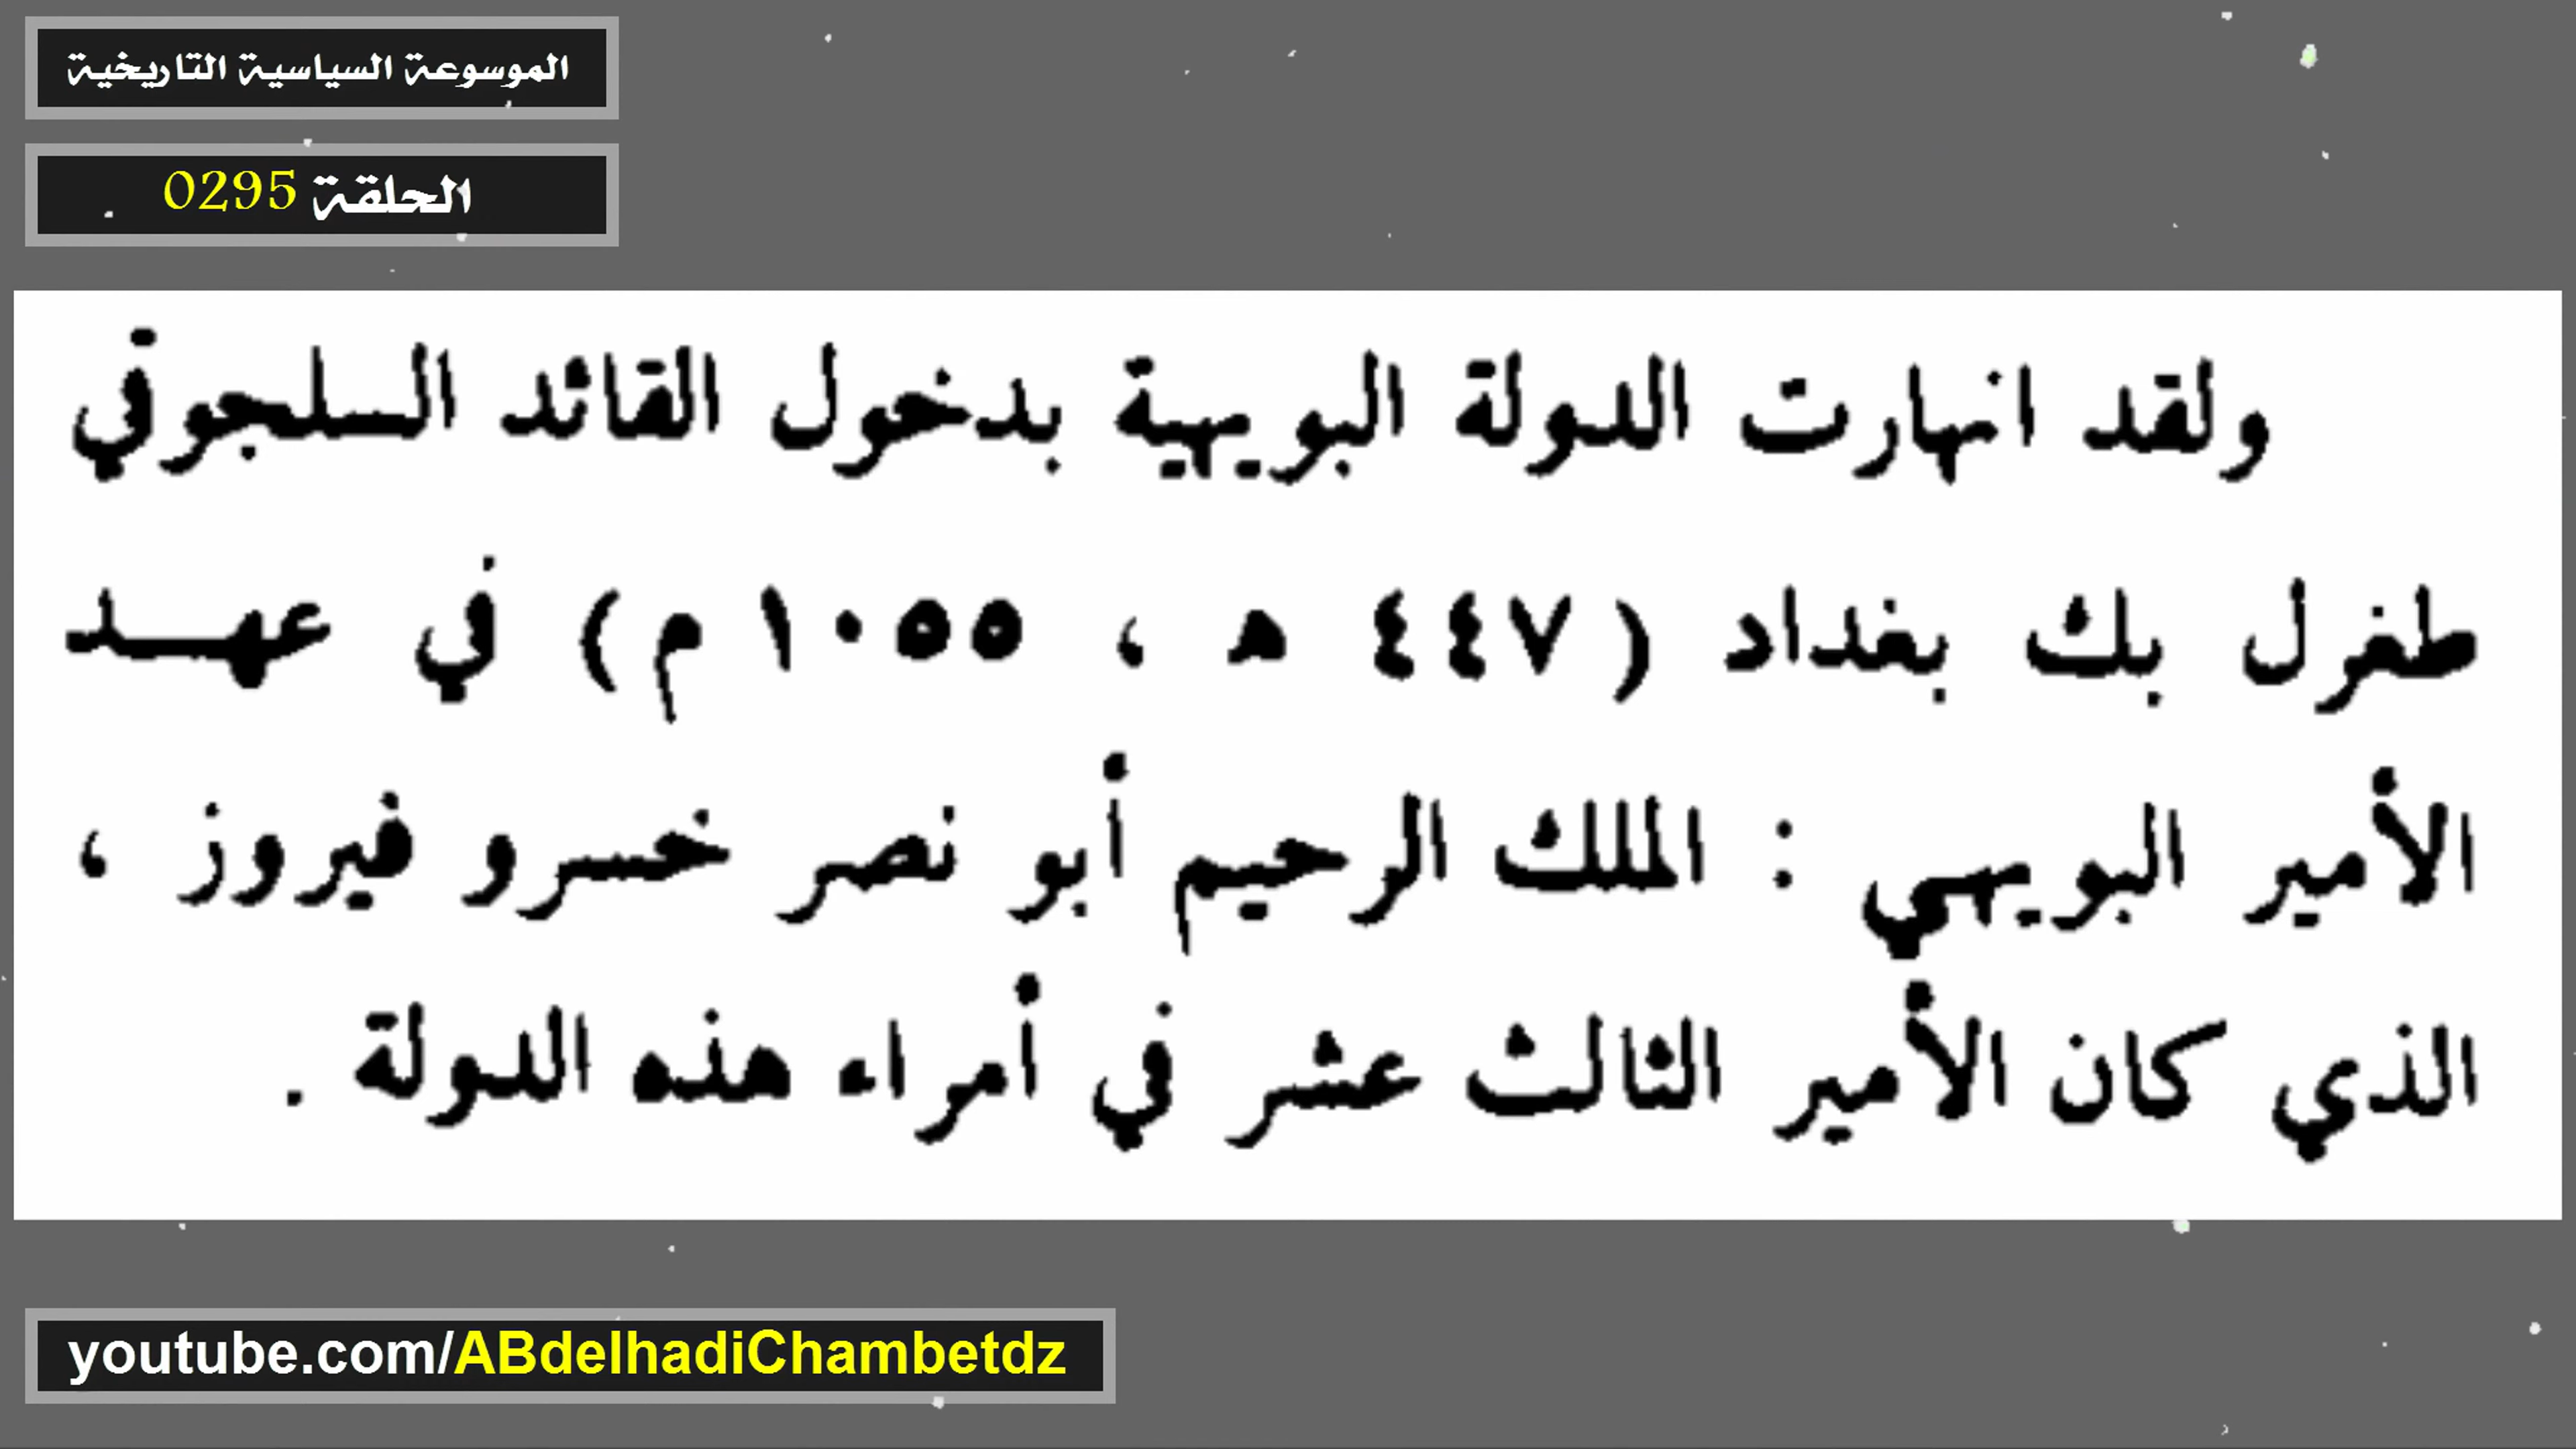 الموسوعة السياسية التاريخية
الحلقة 0295
ولقد انهارت الدولة البويهية بدخول القائد السلجوقي
طغرل بك بغداد (٤٤٧ هـ ، ١٠٥٥ م) في عهـــد
الأمير البويهي : الملك الرحيم أبو نصر خسرو فيروز ،
الذي كان الأمير الثالث عشر في أمراء هذه الدولة .
youtube.com/ABdelhadiChambetdz